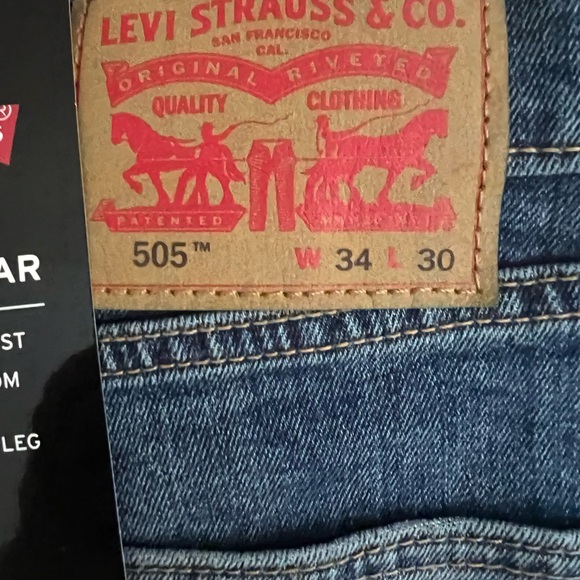 LEVI STRAUSS & CO.
SAN FRANCISCO
CAL.
ORIGINAL RIVETED
QUALITY CLOTHING
PATENTED
505™ W 34 L 30
®
S
AR
ST
OM
LEG